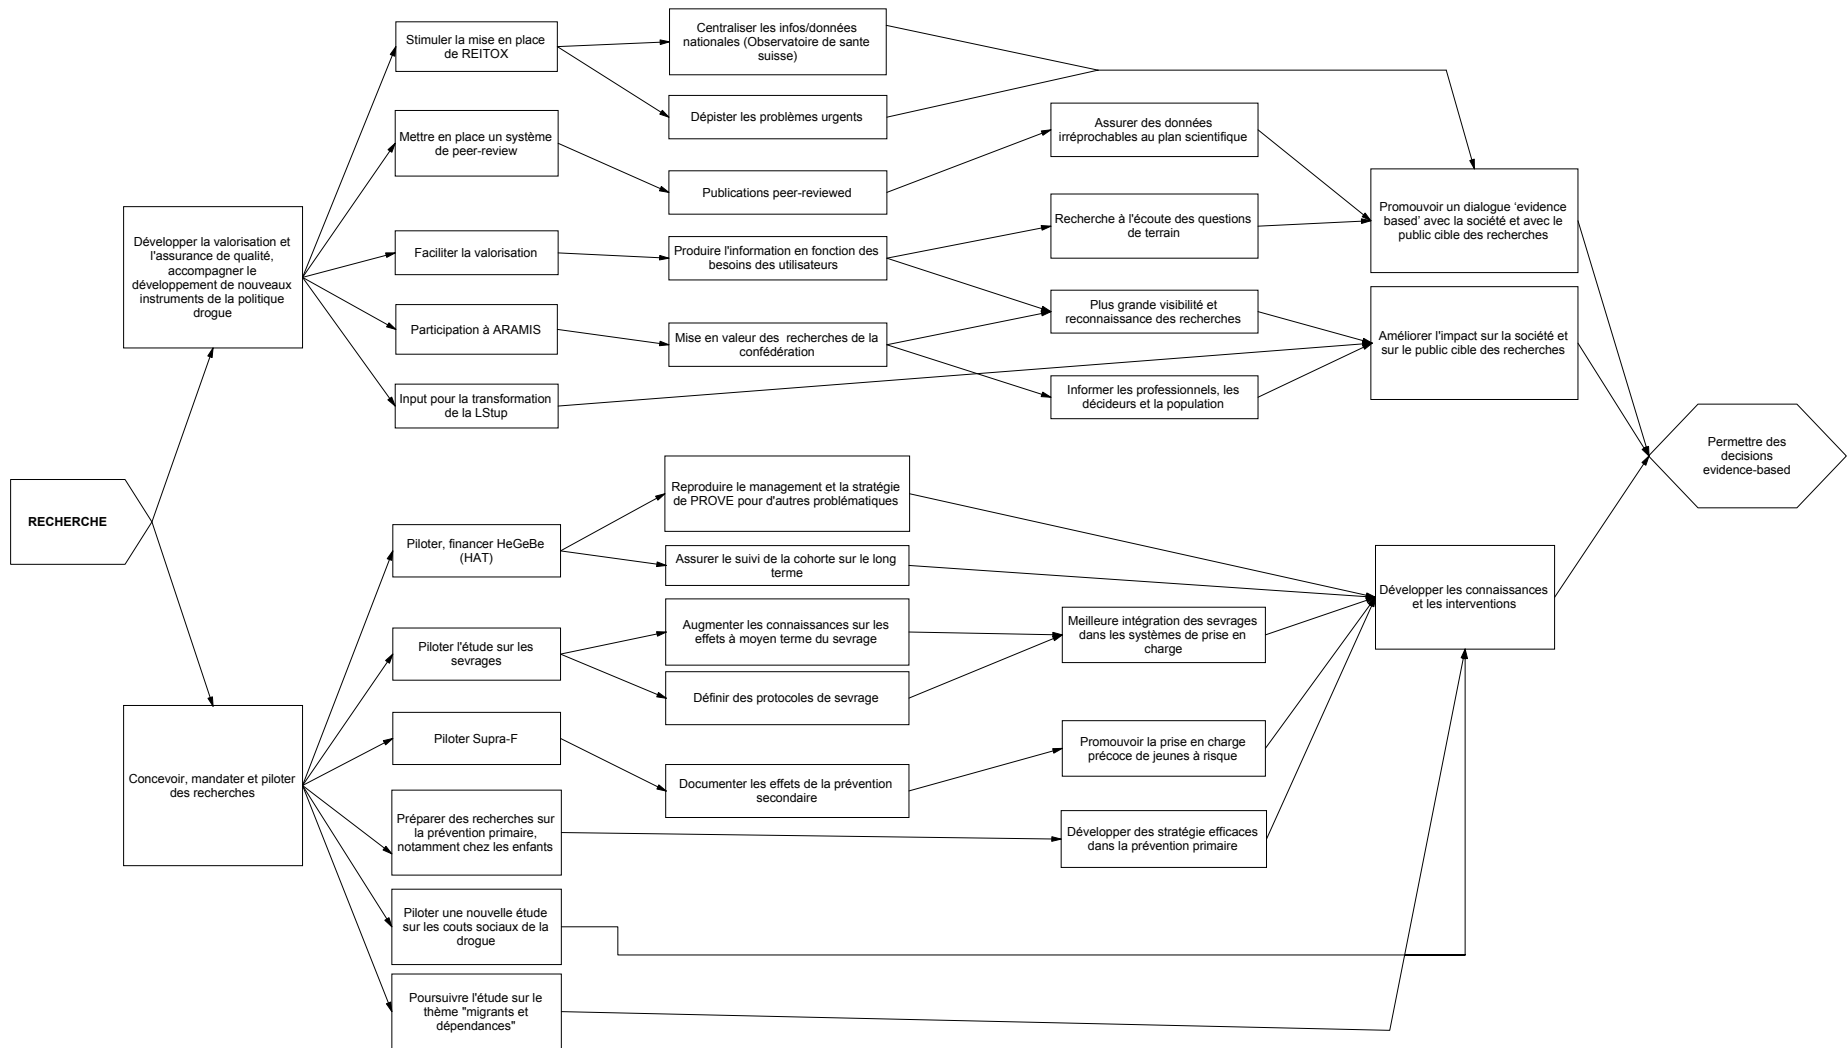 Stimuler la mise en place
de REITOX
Centraliser les infos/données
nationales (Observatoire de sante
suisse)
Dépister les problèmes urgents
Mettre en place un système
de peer-review
Publications peer-reviewed
Assurer des données
irréprochables au plan scientifique
Développer la valorisation et
l'assurance de qualité,
accompagner le
développement de nouveaux
instruments de la politique
drogue
Faciliter la valorisation
Produire l'information en fonction des
besoins des utilisateurs
Recherche à l'écoute des questions
de terrain
Promouvoir un dialogue ‘evidence
based’ avec la société et avec le
public cible des recherches
Participation à ARAMIS
Mise en valeur des  recherches de la
confédération
Plus grande visibilité et
reconnaissance des recherches
Améliorer l'impact sur la société et
sur le public cible des recherches
Input pour la transformation
de la LStup
Informer les professionnels, les
décideurs et la population
Permettre des
decisions
evidence-based
RECHERCHE
Piloter, financer HeGeBe
(HAT)
Reproduire le management et la stratégie
de PROVE pour d'autres problématiques
Assurer le suivi de la cohorte sur le long
terme
Développer les connaissances
et les interventions
Piloter l'étude sur les
sevrages
Augmenter les connaissances sur les
effets à moyen terme du sevrage
Définir des protocoles de sevrage
Meilleure intégration des sevrages
dans les systèmes de prise en
charge
Concevoir, mandater et piloter
des recherches
Piloter Supra-F
Documenter les effets de la prévention
secondaire
Promouvoir la prise en charge
précoce de jeunes à risque
Préparer des recherches sur
la prévention primaire,
notamment chez les enfants
Développer des stratégie efficaces
dans la prévention primaire
Piloter une nouvelle étude
sur les couts sociaux de la
drogue
Poursuivre l'étude sur le
thème "migrants et
dépendances"